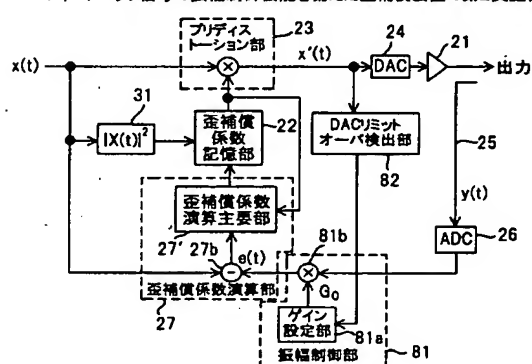 プリディス
トーション部
23
x(t)
x'(t)
24
DAC
21
出力
31
|X(t)|²
歪補償
係数
記憶部
22
DACリミット
オーバ検出部
82
25
y(t)
歪補償係数
演算主要部
27'
27b
e(t)
81b
ADC
26
G₀
歪補償係数演算部
27
ゲイン
設定部
81a
振幅制御部
81